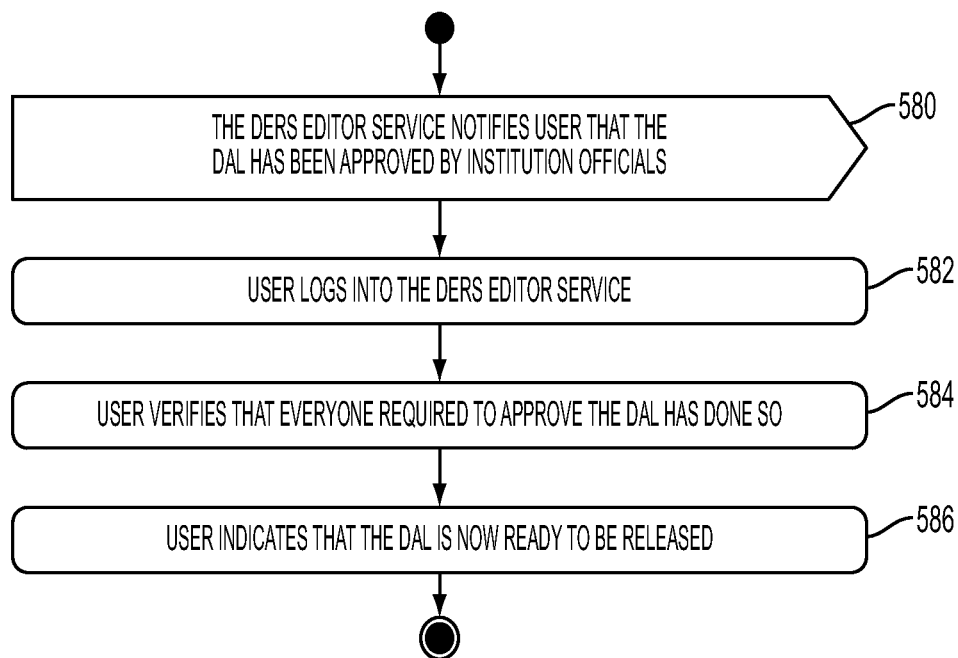 THE DERS EDITOR SERVICE NOTIFIES USER THAT THE
DAL HAS BEEN APPROVED BY INSTITUTION OFFICIALS
580
USER LOGS INTO THE DERS EDITOR SERVICE
582
USER VERIFIES THAT EVERYONE REQUIRED TO APPROVE THE DAL HAS DONE SO
584
USER INDICATES THAT THE DAL IS NOW READY TO BE RELEASED
586